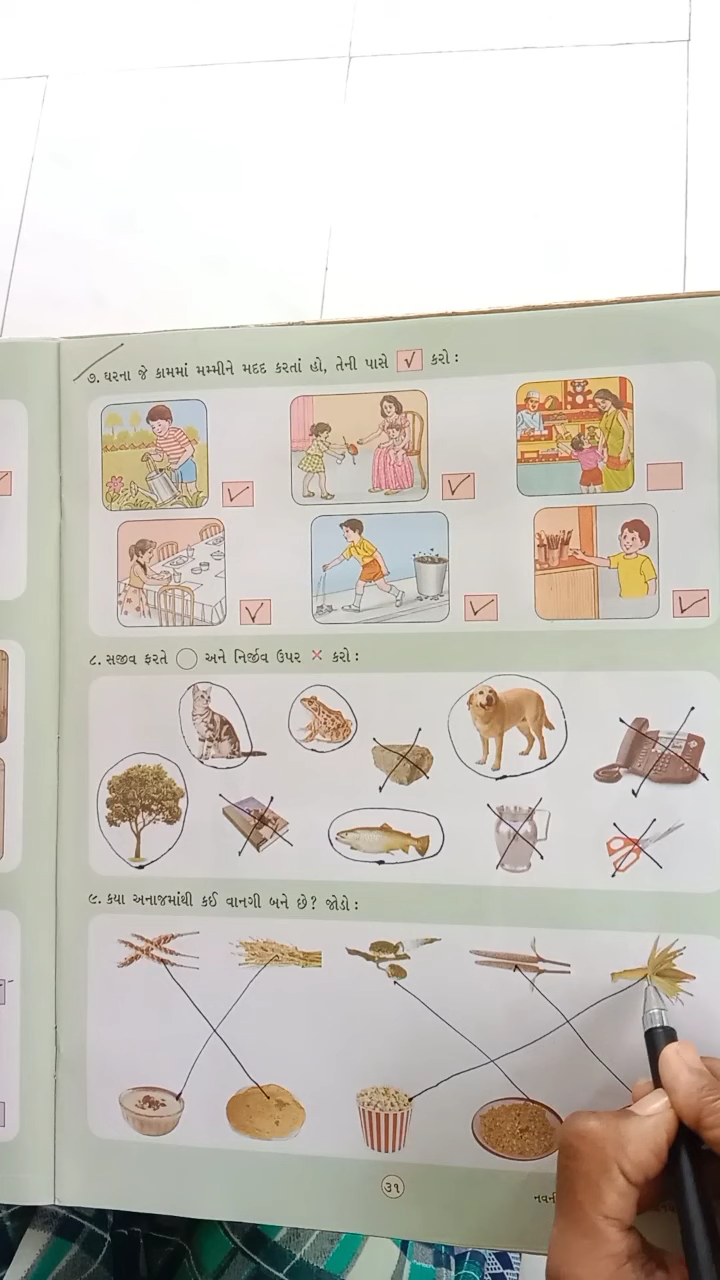 ૭. ઘરના જે કામમાં મમ્મીને મદદ કરતાં હો, તેની પાસે ✓ કરો :
૮. સજીવ ફરતે ◯ અને નિર્જીવ ઉપર × કરો :
૯. કયા અનાજમાંથી કઈ વાનગી બને છે? જોડો :
૩૧